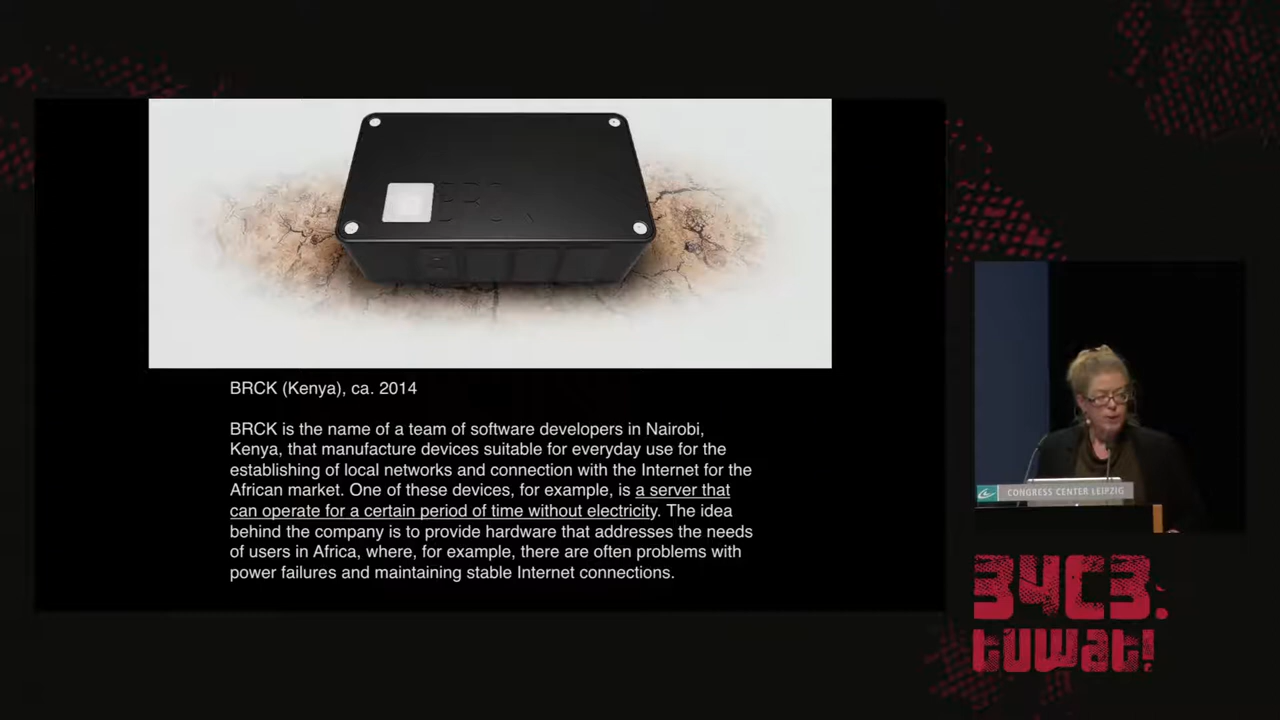 BRCK
BRCK (Kenya), ca. 2014
BRCK is the name of a team of software developers in Nairobi,
Kenya, that manufacture devices suitable for everyday use for the
establishing of local networks and connection with the Internet for the
African market. One of these devices, for example, is a server that
can operate for a certain period of time without electricity. The idea
behind the company is to provide hardware that addresses the needs
of users in Africa, where, for example, there are often problems with
power failures and maintaining stable Internet connections.
CONGRESS CENTER LEIPZIG
34C3.
tuwat!